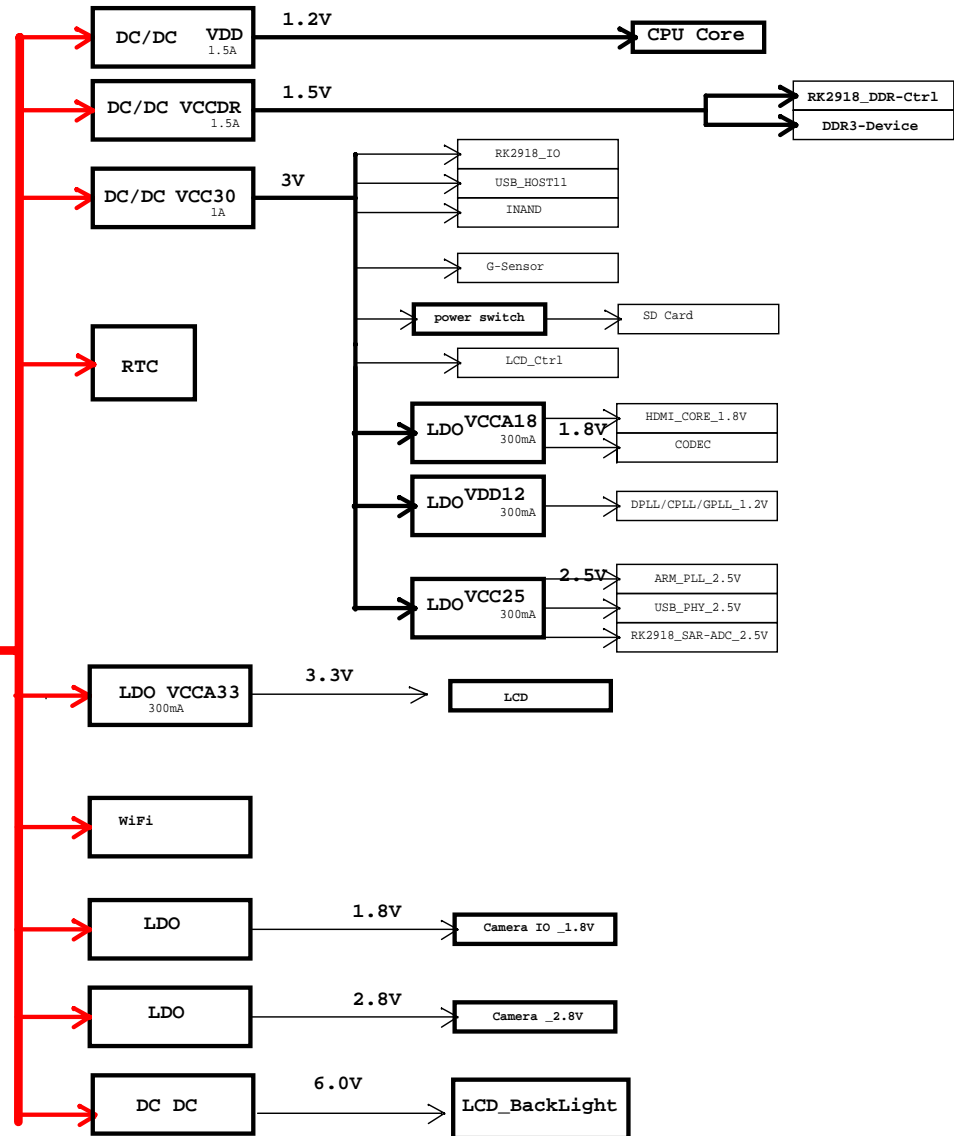 1.2V
DC/DC VDD
1.5A
CPU Core
1.5V
DC/DC VCCDR
1.5A
RK2918_DDR-Ctrl
DDR3-Device
3V
DC/DC VCC30
1A
RK2918_IO
USB_HOST11
INAND
G-Sensor
power switch
SD Card
RTC
LCD_Ctrl
LDO VCCA18
300mA
1.8V
HDMI_CORE_1.8V
CODEC
LDO VDD12
300mA
DPLL/CPLL/GPLL_1.2V
LDO VCC25
300mA
2.5V
ARM_PLL_2.5V
USB_PHY_2.5V
RK2918_SAR-ADC_2.5V
LDO VCCA33
300mA
3.3V
LCD
WiFi
LDO
1.8V
Camera IO _1.8V
LDO
2.8V
Camera _2.8V
DC DC
6.0V
LCD_BackLight